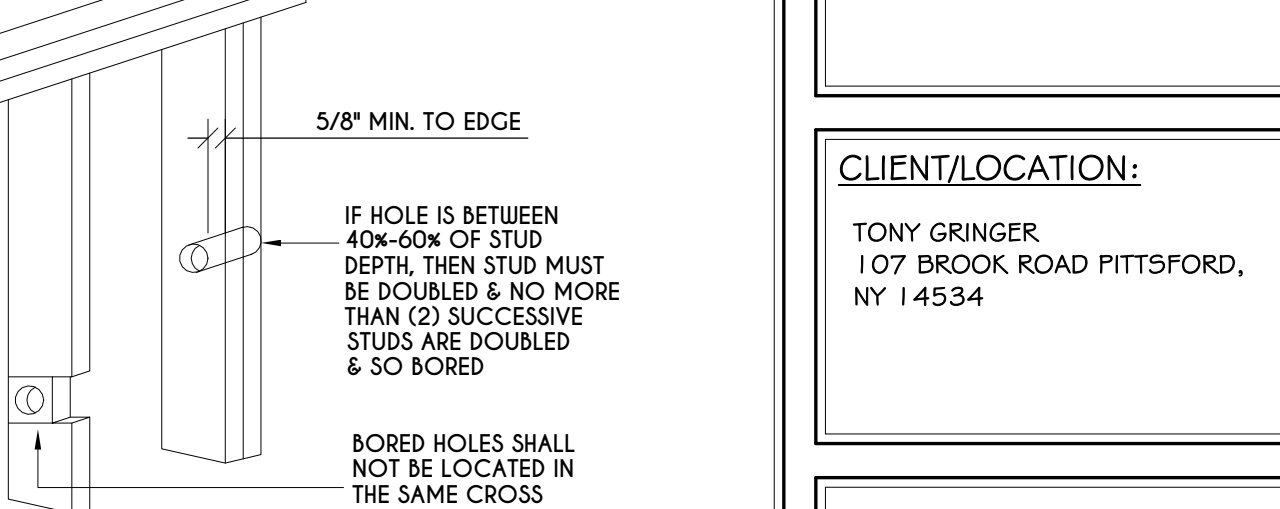 5/8" MIN. TO EDGE
IF HOLE IS BETWEEN
40%-60% OF STUD
DEPTH, THEN STUD MUST
BE DOUBLED & NO MORE
THAN (2) SUCCESSIVE
STUDS ARE DOUBLED
& SO BORED
BORED HOLES SHALL
NOT BE LOCATED IN
THE SAME CROSS
CLIENT/LOCATION:
TONY GRINGER
107 BROOK ROAD PITTSFORD,
NY 14534